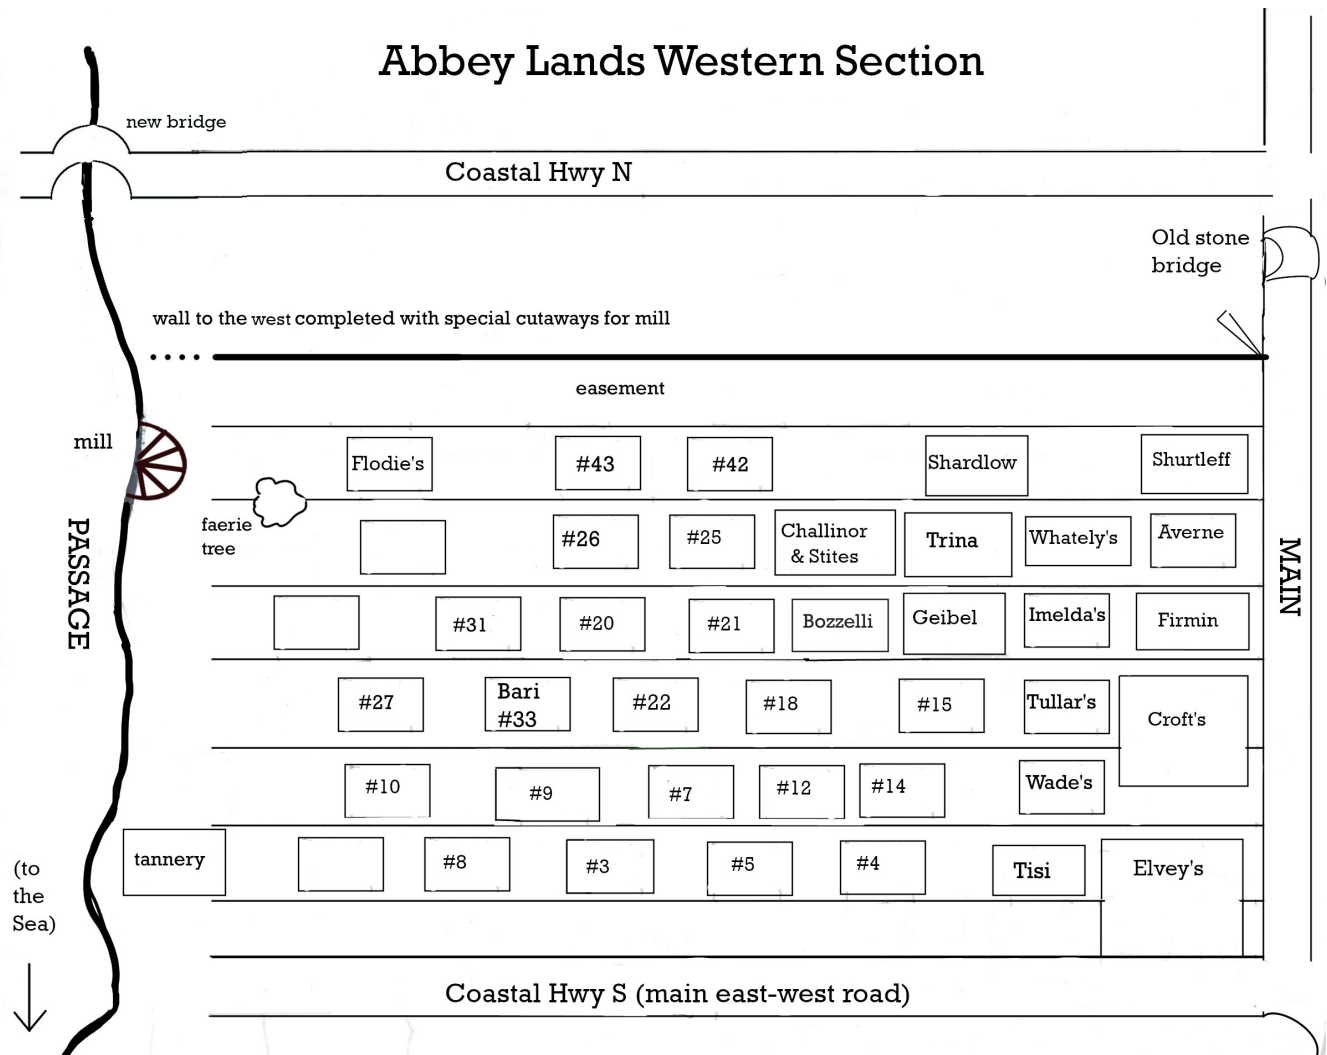 Abbey Lands Western Section
new bridge
Coastal Hwy N
Old stone
bridge
wall to the west completed with special cutaways for mill
easement
mill
Flodie's
#43
#42
Shardlow
Shurtleff
faerie
tree
#26
#25
Challinor
& Stites
Trina
Whately's
Averne
PASSAGE
MAIN
#31
#20
#21
Bozzelli
Geibel
Imelda's
Firmin
#27
Bari
#33
#22
#18
#15
Tullar's
Croft's
#10
#9
#7
#12
#14
Wade's
tannery
#8
#3
#5
#4
Tisi
Elvey's
(to
the
Sea)
Coastal Hwy S (main east-west road)